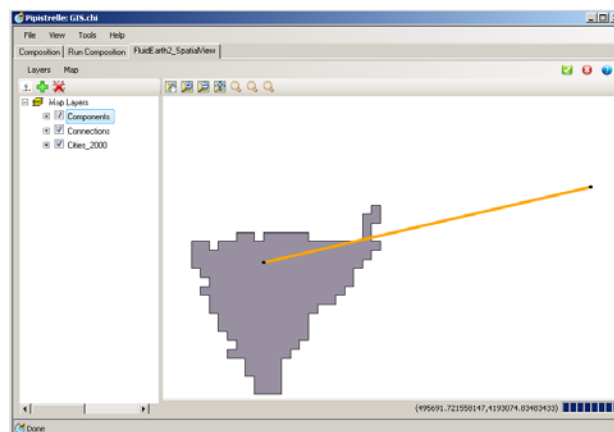 Pipistrelle: GIS.chi
File View Tools Help
Composition Run Composition FluidEarth2_SpatialView
Layers Map
Map Layers
Components
Connections
Cities_2000
(495691.721558147,4193074.83483433)
Done